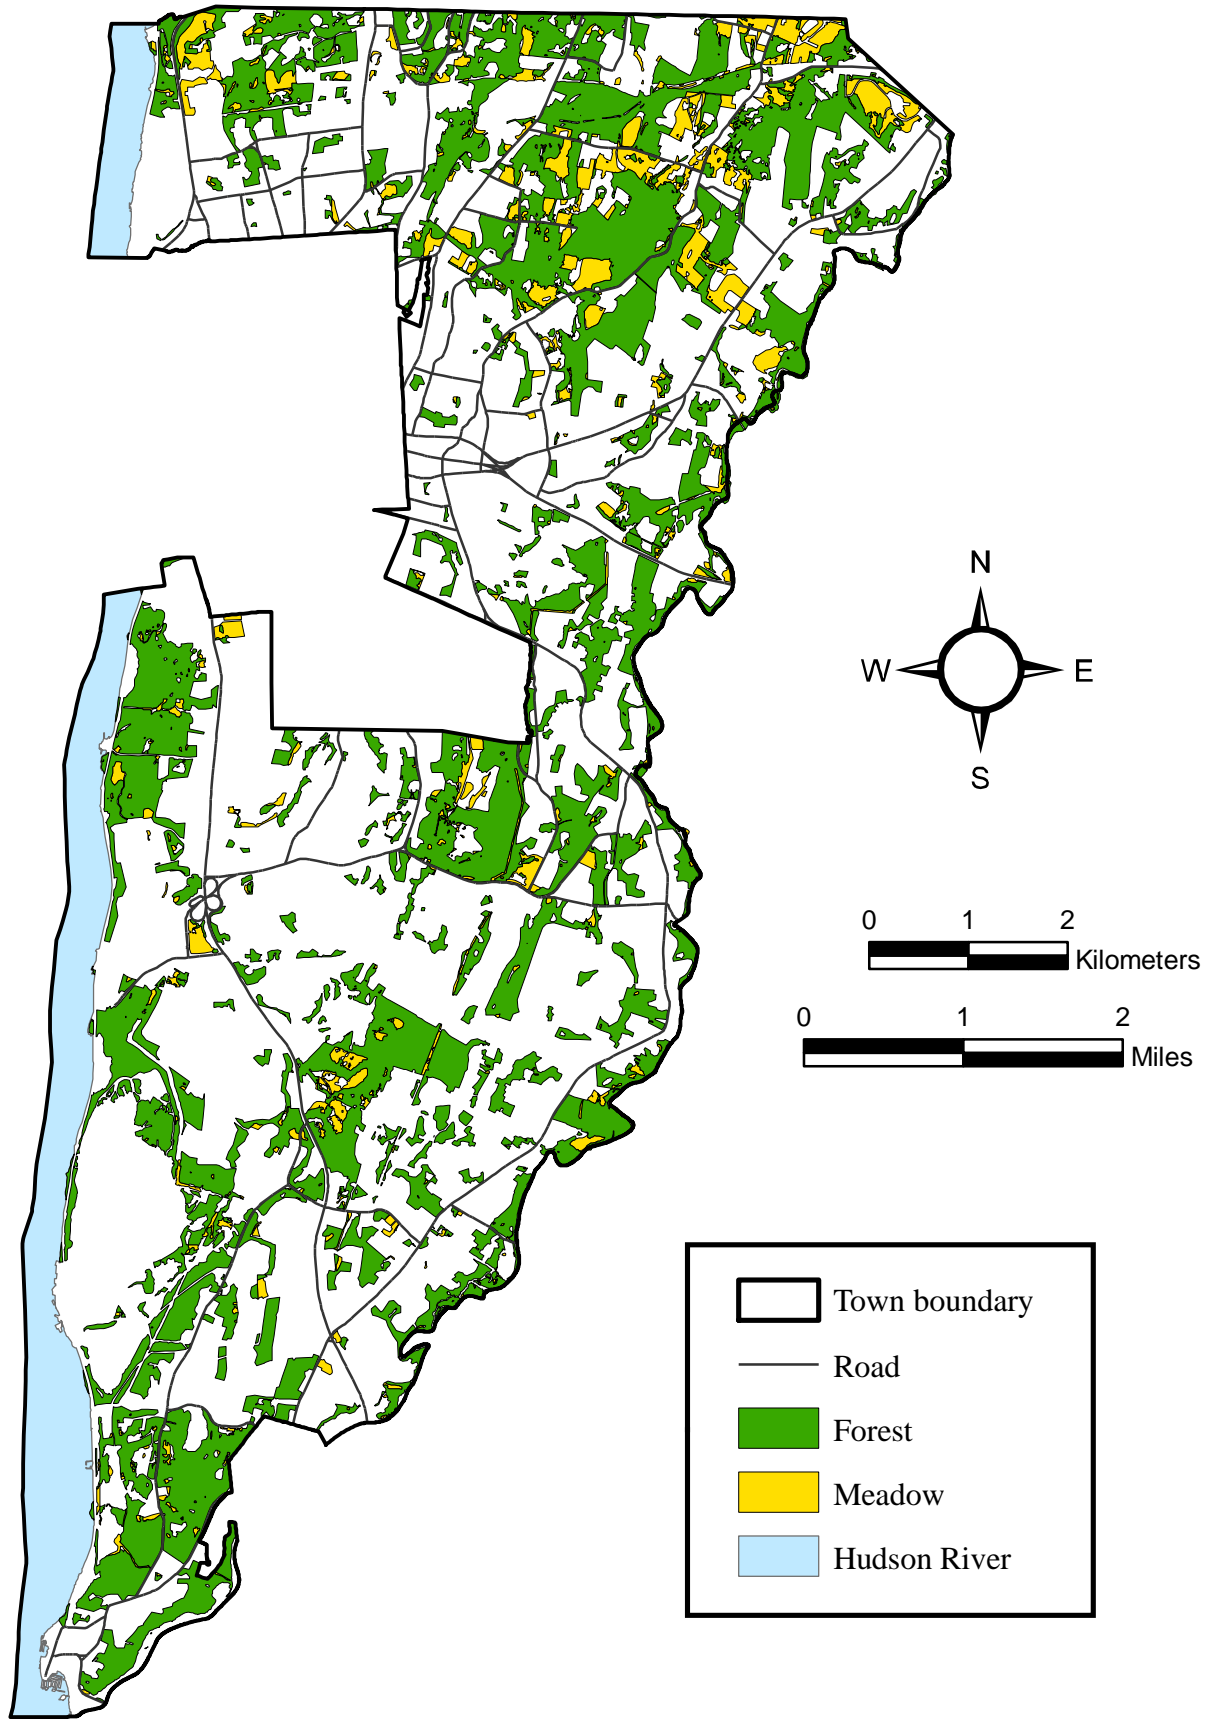 N
W E
S
0 1 2
Kilometers
0 1 2
Miles
Town boundary
Road
Forest
Meadow
Hudson River